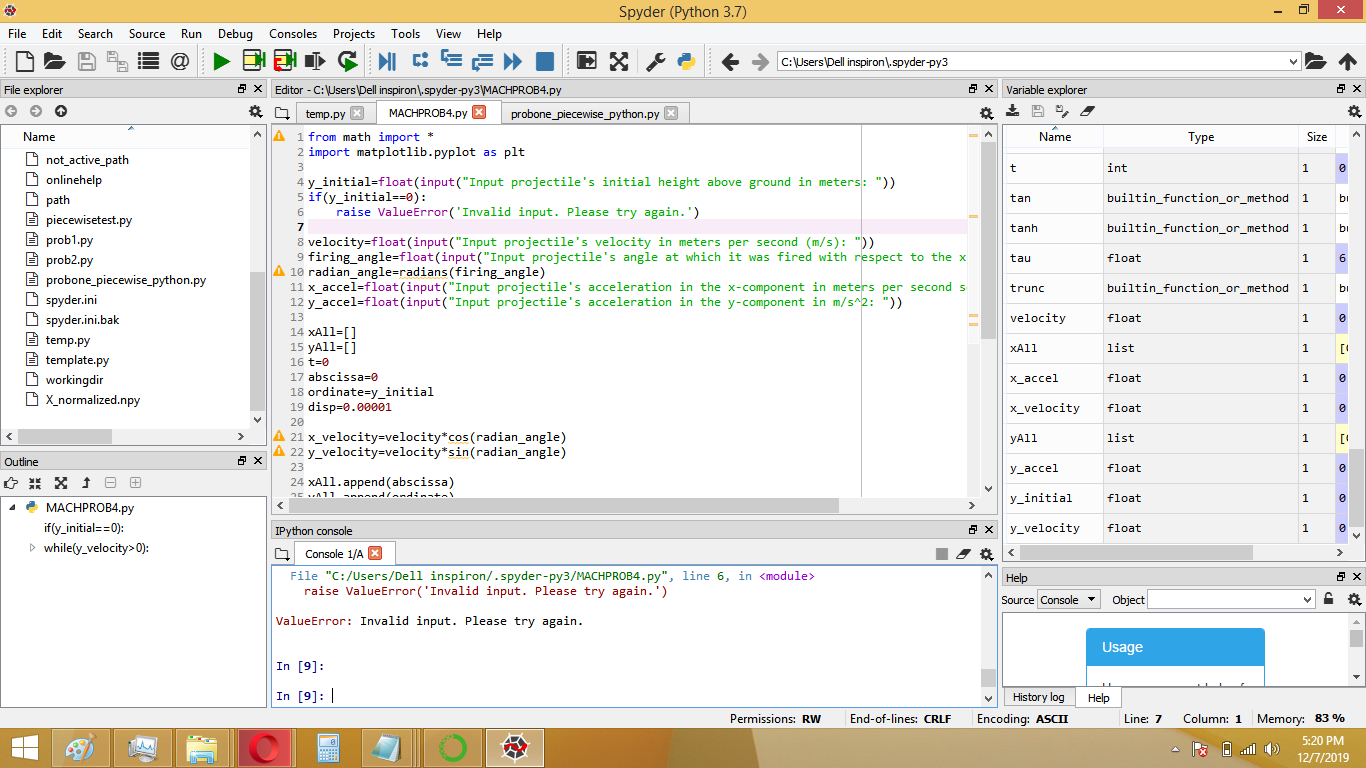 Spyder (Python 3.7)
File Edit Search Source Run Debug Consoles Projects Tools View Help
C:\Users\Dell inspiron\.spyder-py3
File explorer
Name
not_active_path
onlinehelp
path
piecewisetest.py
prob1.py
prob2.py
probone_piecewise_python.py
spyder.ini
spyder.ini.bak
temp.py
template.py
workingdir
X_normalized.npy
Outline
MACHPROB4.py
if(y_initial==0):
while(y_velocity>0):
Editor - C:\Users\Dell inspiron\.spyder-py3\MACHPROB4.py
temp.py MACHPROB4.py probone_piecewise_python.py
1 from math import *
2 import matplotlib.pyplot as plt
3
4 y_initial=float(input("Input projectile's initial height above ground in meters: "))
5 if(y_initial==0):
6     raise ValueError('Invalid input. Please try again.')
7
8 velocity=float(input("Input projectile's velocity in meters per second (m/s): "))
9 firing_angle=float(input("Input projectile's angle at which it was fired with respect to the x
10 radian_angle=radians(firing_angle)
11 x_accel=float(input("Input projectile's acceleration in the x-component in meters per second s
12 y_accel=float(input("Input projectile's acceleration in the y-component in m/s^2: "))
13
14 xAll=[]
15 yAll=[]
16 t=0
17 abscissa=0
18 ordinate=y_initial
19 disp=0.00001
20
21 x_velocity=velocity*cos(radian_angle)
22 y_velocity=velocity*sin(radian_angle)
23
24 xAll.append(abscissa)
25 yAll.append(ordinate)
IPython console
Console 1/A
File "C:/Users/Dell inspiron/.spyder-py3/MACHPROB4.py", line 6, in <module>
raise ValueError('Invalid input. Please try again.')
ValueError: Invalid input. Please try again.
In [9]:
In [9]:
Variable explorer
Name Type Size
t int 1 0
tan builtin_function_or_method 1
tanh builtin_function_or_method 1
tau float 1 6
trunc builtin_function_or_method 1
velocity float 1 0
xAll list 1
x_accel float 1 0
x_velocity float 1 0
yAll list 1
y_accel float 1 0
y_initial float 1 0
y_velocity float 1 0
Help
Source Console Object
Usage
History log Help
Permissions: RW End-of-lines: CRLF Encoding: ASCII Line: 7 Column: 1 Memory: 83 %
5:20 PM
12/7/2019